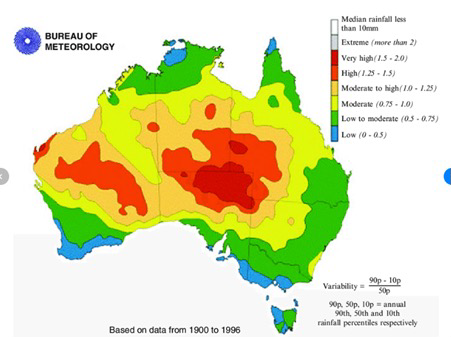 BUREAU OF
METEOROLOGY
Median rainfall less
than 10mm
Extreme (more than 2)
Very high (1.5 - 2.0)
High (1.25 - 1.5)
Moderate to high (1.0 - 1.25)
Moderate (0.75 - 1.0)
Low to moderate (0.5 - 0.75)
Low (0 - 0.5)
Variability = 90p - 10p
50p
90p, 50p, 10p = annual
90th, 50th and 10th
rainfall percentiles respectively
Based on data from 1900 to 1996